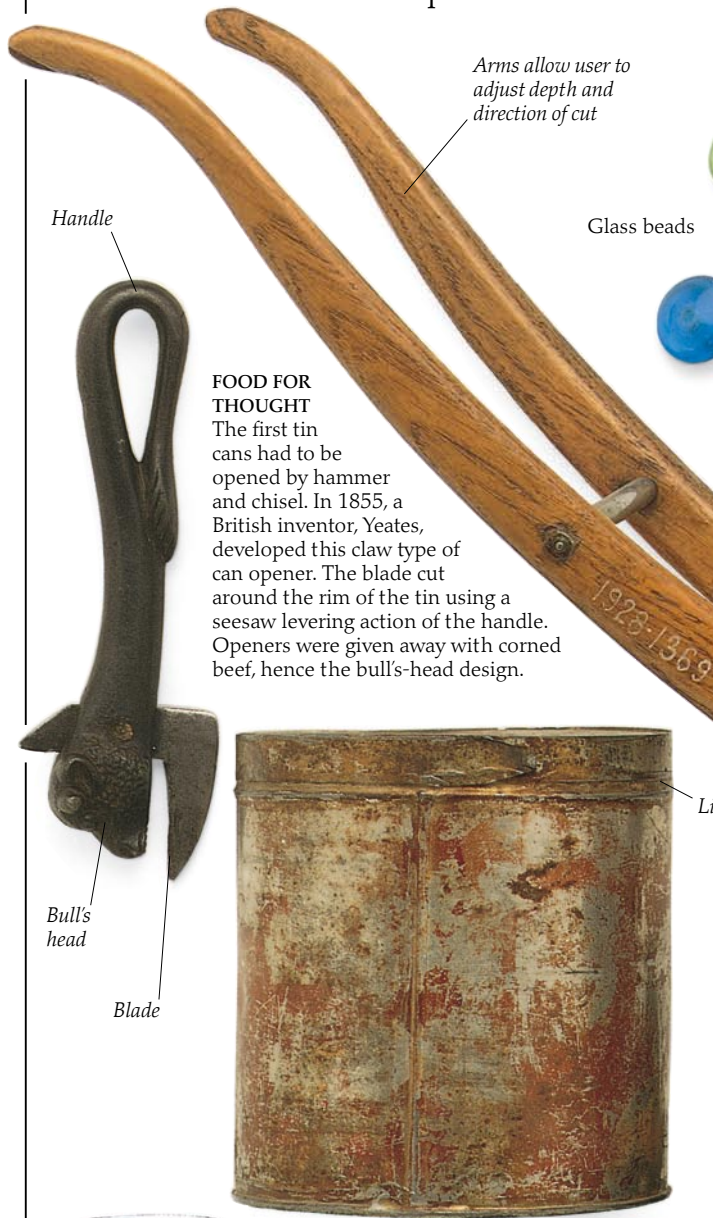 Arms allow user to
adjust depth and
direction of cut
Handle
Glass beads
FOOD FOR
THOUGHT
The first tin
cans had to be
opened by hammer
and chisel. In 1855, a
British inventor, Yeates,
developed this claw type of
can opener. The blade cut
around the rim of the tin using a
seesaw levering action of the handle.
Openers were given away with corned
beef, hence the bull's-head design.
1928-1369
Bull's
head
Blade